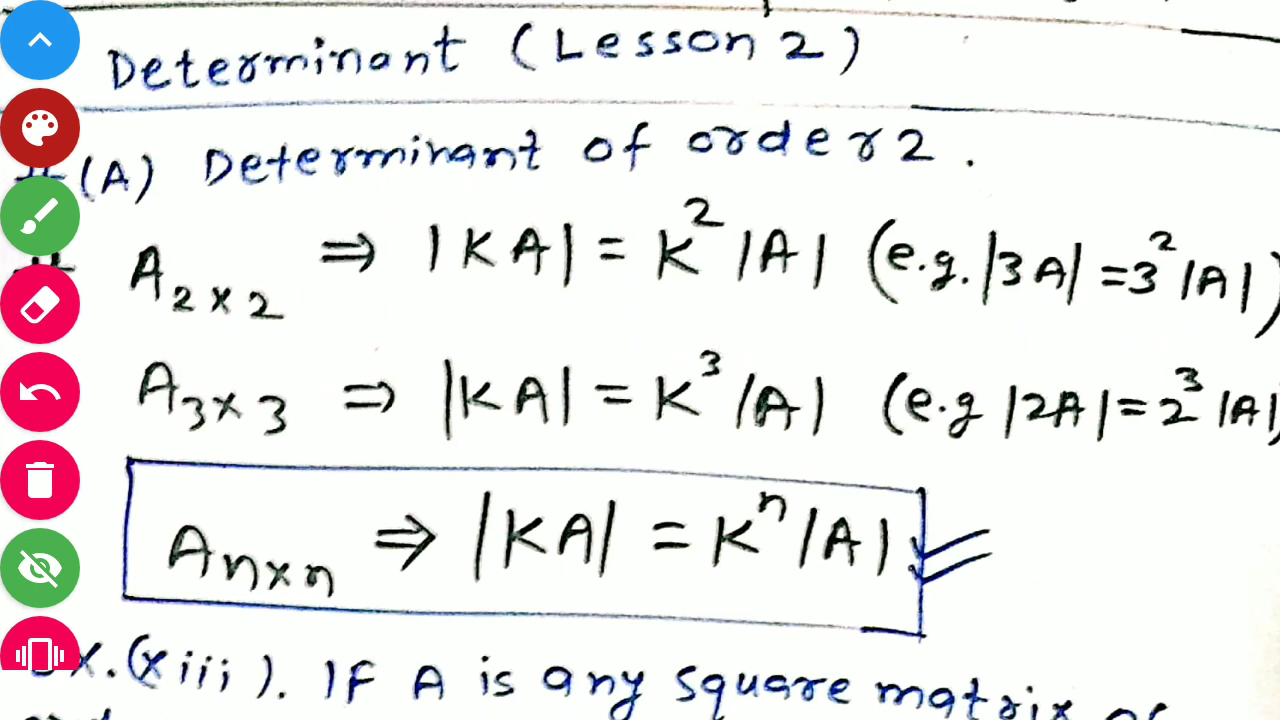 Determinant (Lesson 2)
(A) Determinant of order 2.
A₂ₓ₂ ⇒ |KA| = K² |A| (e.g. |3A| = 3² |A|)
A₃ₓ₃ ⇒ |KA| = K³ |A| (e.g |2A| = 2³ |A|
Aₙₓₙ ⇒ |KA| = Kⁿ |A|
x. (xiii). If A is any square matrix of